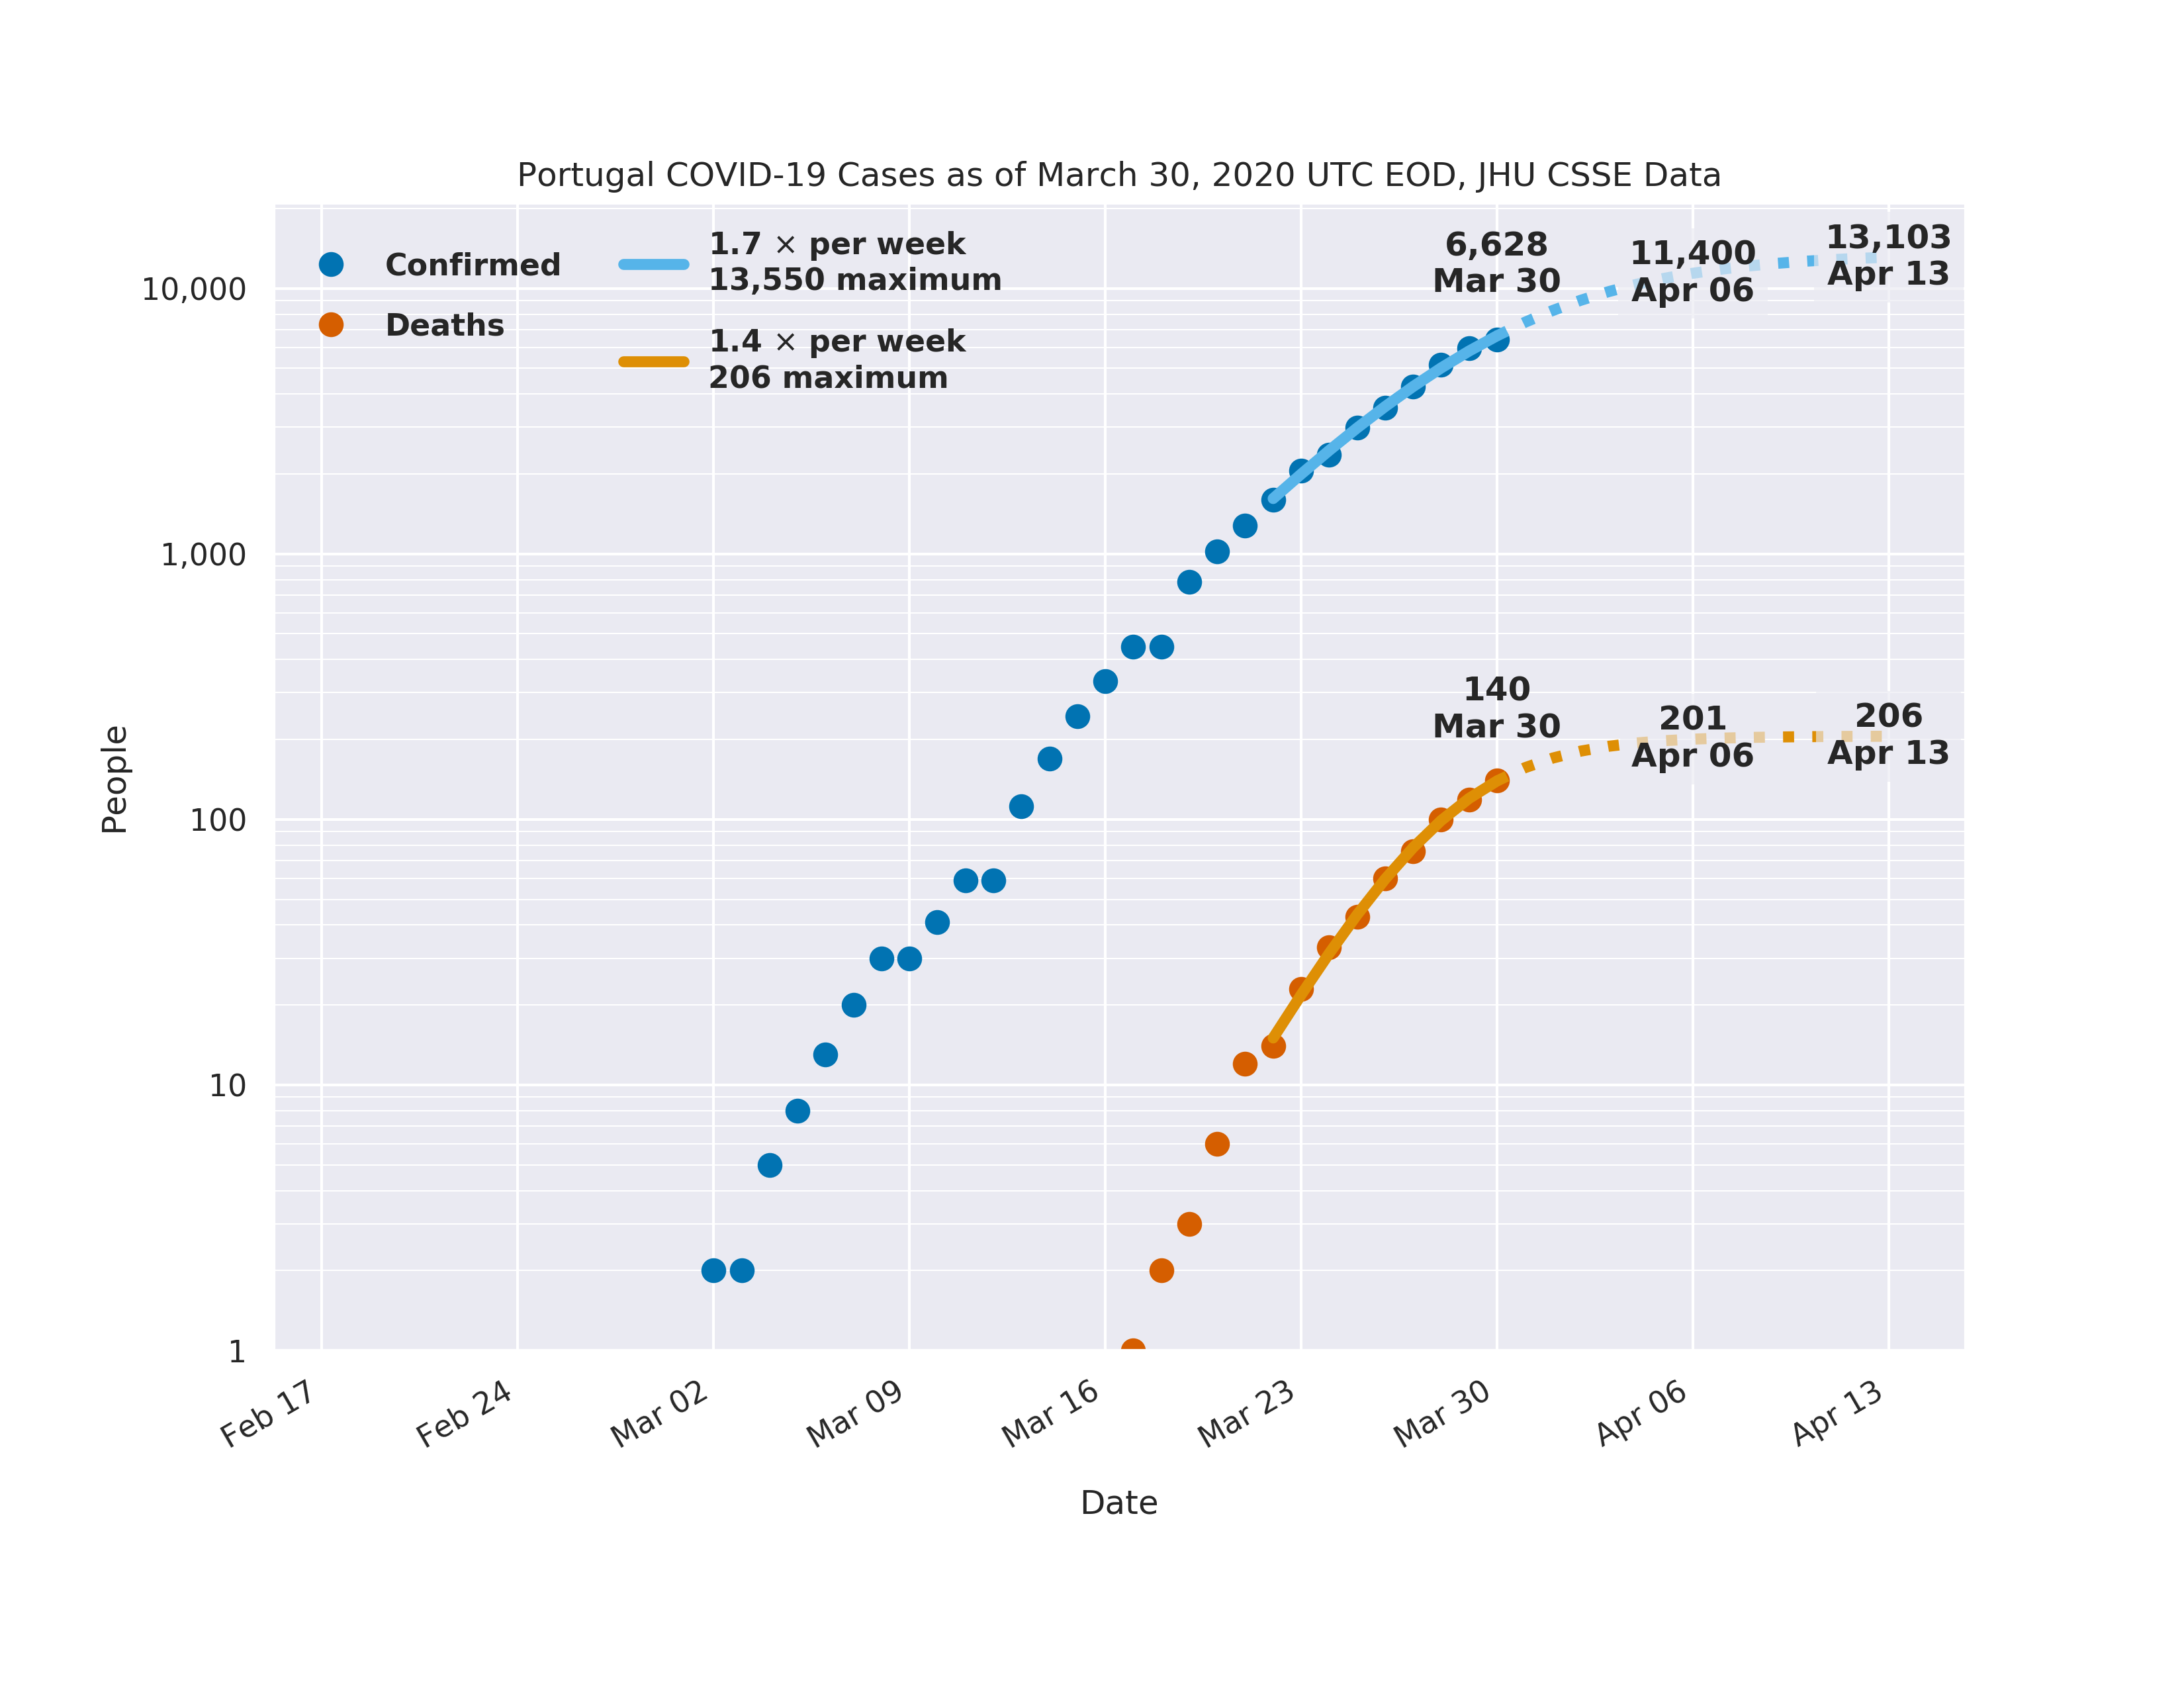 Portugal COVID-19 Cases as of March 30, 2020 UTC EOD, JHU CSSE Data
Confirmed
Deaths
1.7 × per week
13,550 maximum
1.4 × per week
206 maximum
6,628
Mar 30
11,400
Apr 06
13,103
Apr 13
140
Mar 30
201
Apr 06
206
Apr 13
People
10,000
1,000
100
10
1
Feb 17
Feb 24
Mar 02
Mar 09
Mar 16
Mar 23
Mar 30
Apr 06
Apr 13
Date